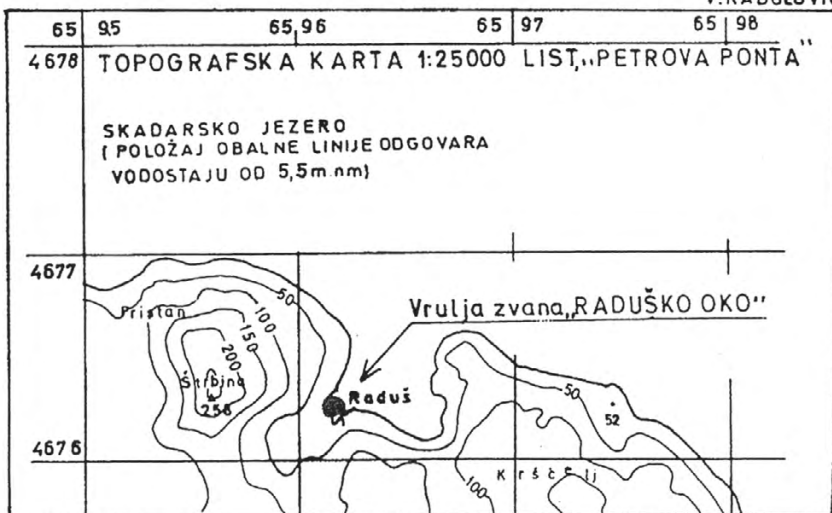 65 95 65 96 65 97 65 98
4678 TOPOGRAFSKA KARTA 1:25000 LIST „PETROVA PONTA"
SKADARSKO JEZERO
( POLOŽAJ OBALNE LINIJE ODGOVARA
VODOSTAJU OD 5,5m nm)
4677
50
Pristan
100
Vrulja zvana „RADUŠKO OKO"
150
200
Štrbina
Raduš
50
258
52
4676
Krščelj
100